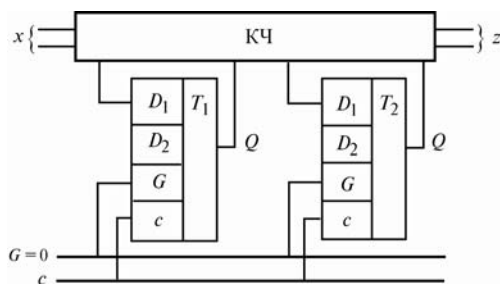 x { КЧ } z
D₁ T₁ D₁ T₂
D₂ Q D₂ Q
G G
c c
G = 0
c